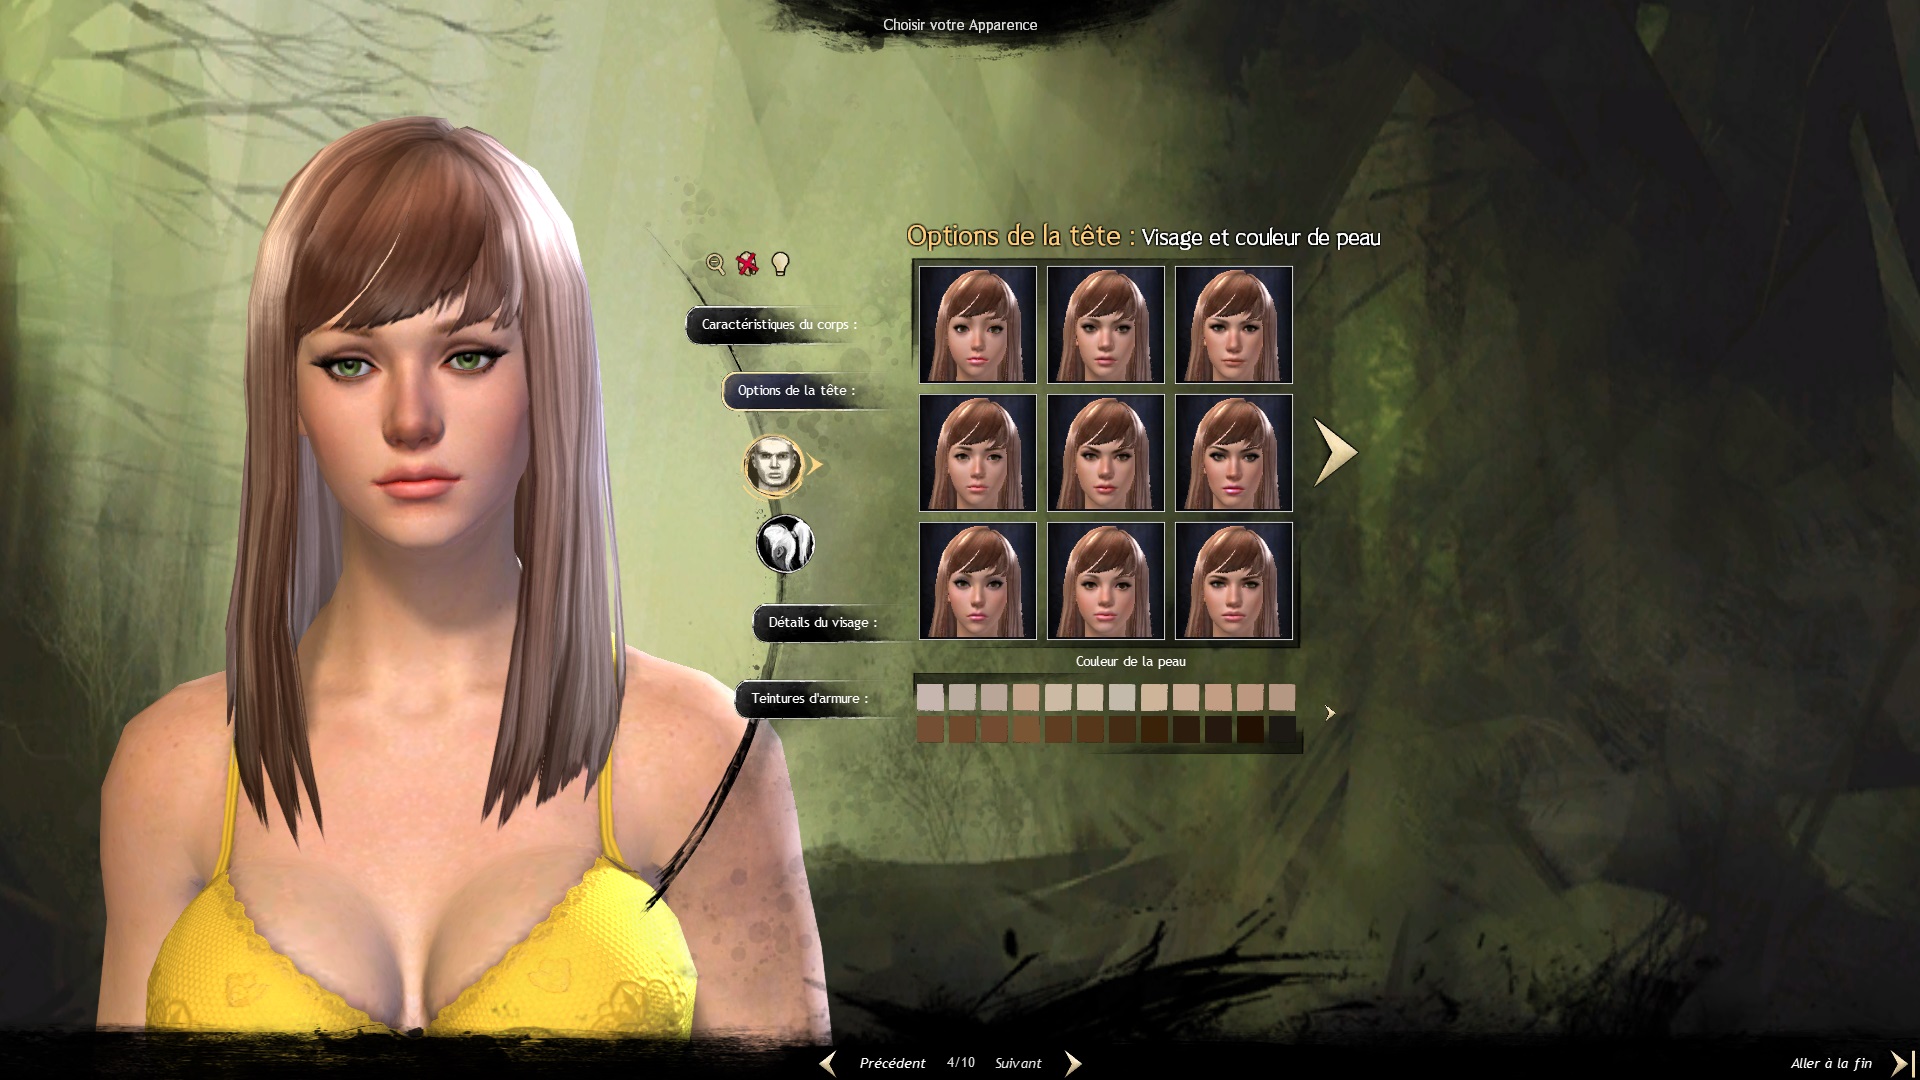 Choisir votre Apparence
Options de la tête : Visage et couleur de peau
Caractéristiques du corps :
Options de la tête :
Détails du visage :
Teintures d'armure :
Couleur de la peau
Précédent 4/10 Suivant
Aller à la fin